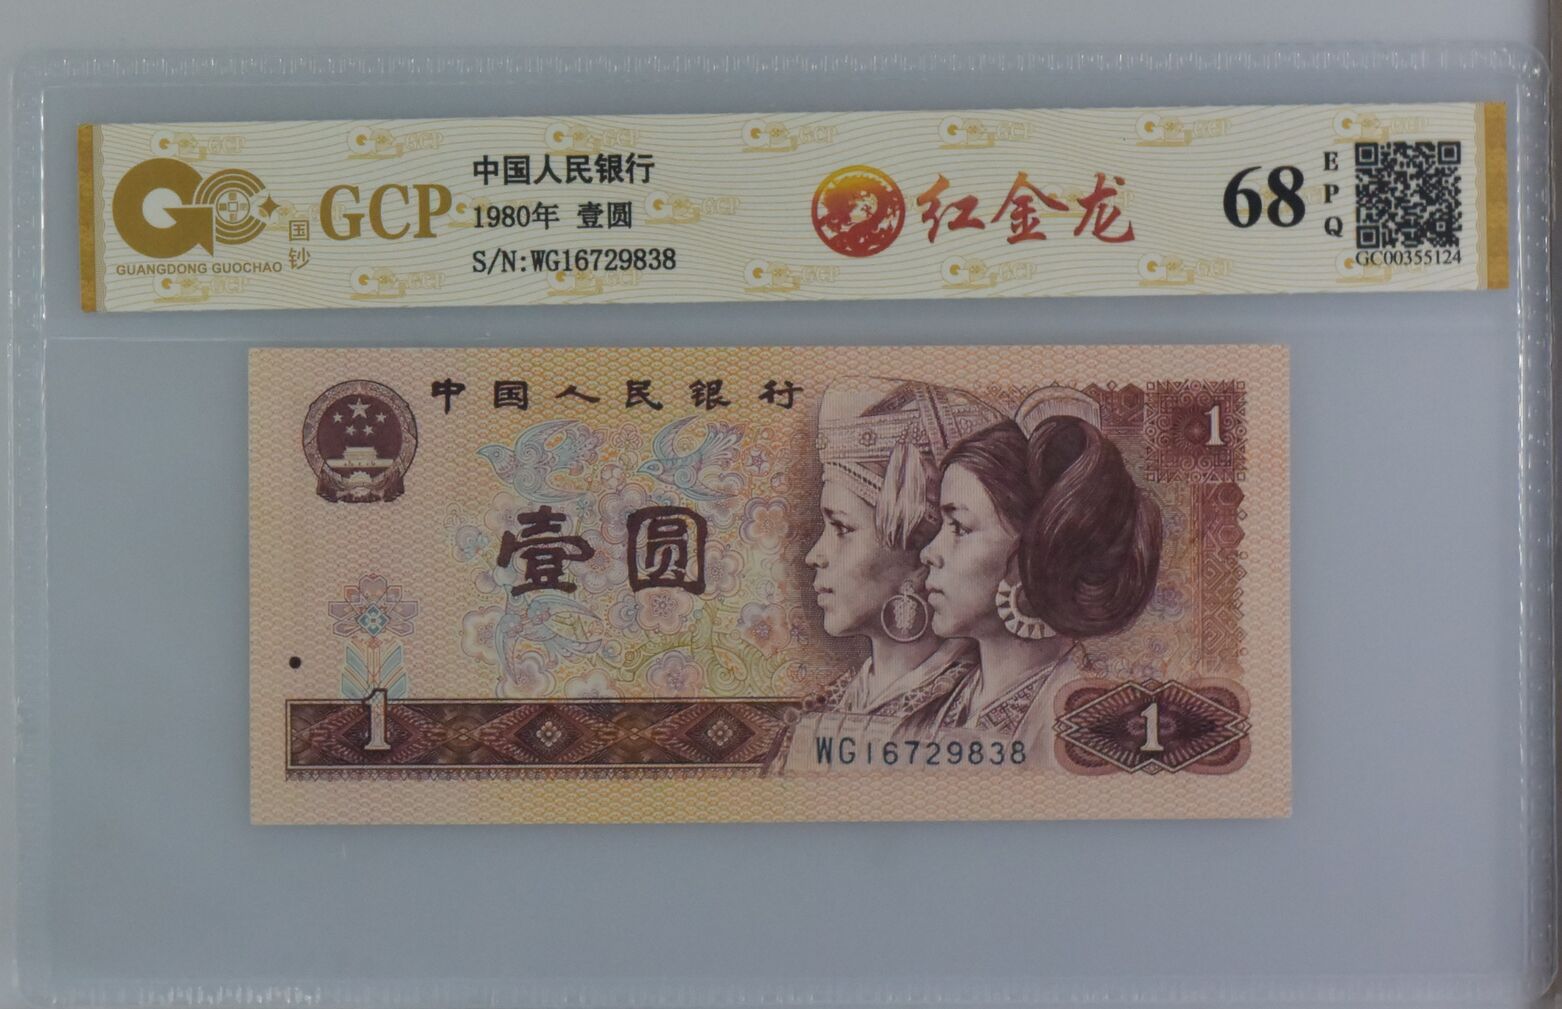 GCP
国钞
GUANGDONG GUOCHAO
中国人民银行
1980年 壹圆
S/N:WG16729838
红金龙
68
EPQ
GC00355124
中国人民银行
1
壹圆
1
WG16729838
1